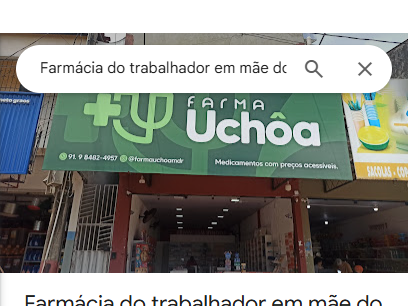 Farmácia do trabalhador em mãe do
FARMA
Uchôa
91. 9 8482-4957 @farmauchoamdr
Medicamentos com preços acessíveis.
SACOLAS
Farmácia do trabalhador em mãe do